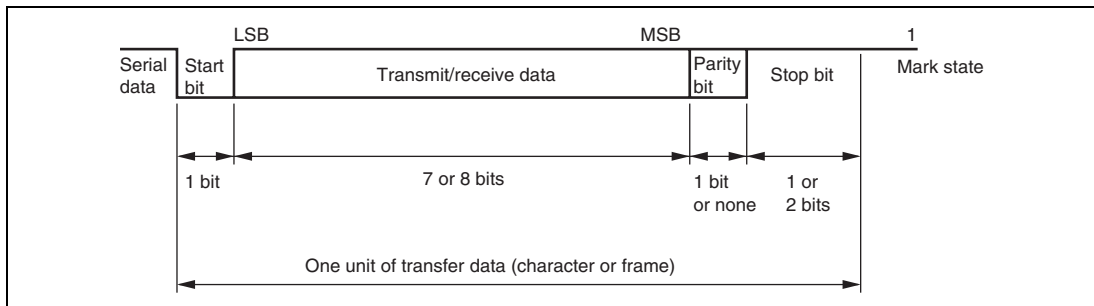 LSB MSB 1
Serial data
Start bit
Transmit/receive data
Parity bit
Stop bit
Mark state
1 bit
7 or 8 bits
1 bit or none
1 or 2 bits
One unit of transfer data (character or frame)